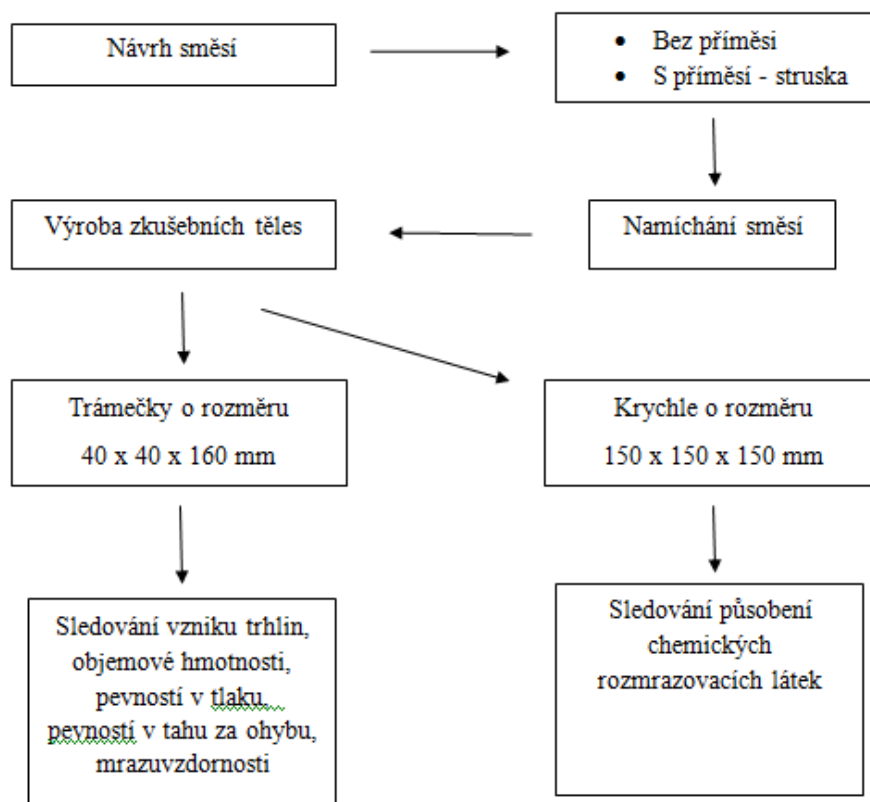 Návrh směsí
• Bez příměsi
• S příměsí - struska
Výroba zkušebních těles
Namíchání směsí
Trámečky o rozměru
40 x 40 x 160 mm
Krychle o rozměru
150 x 150 x 150 mm
Sledování vzniku trhlin,
objemové hmotnosti,
pevností v tlaku,
pevností v tahu za ohybu,
mrazuvzdornosti
Sledování působení
chemických
rozmrazovacích látek